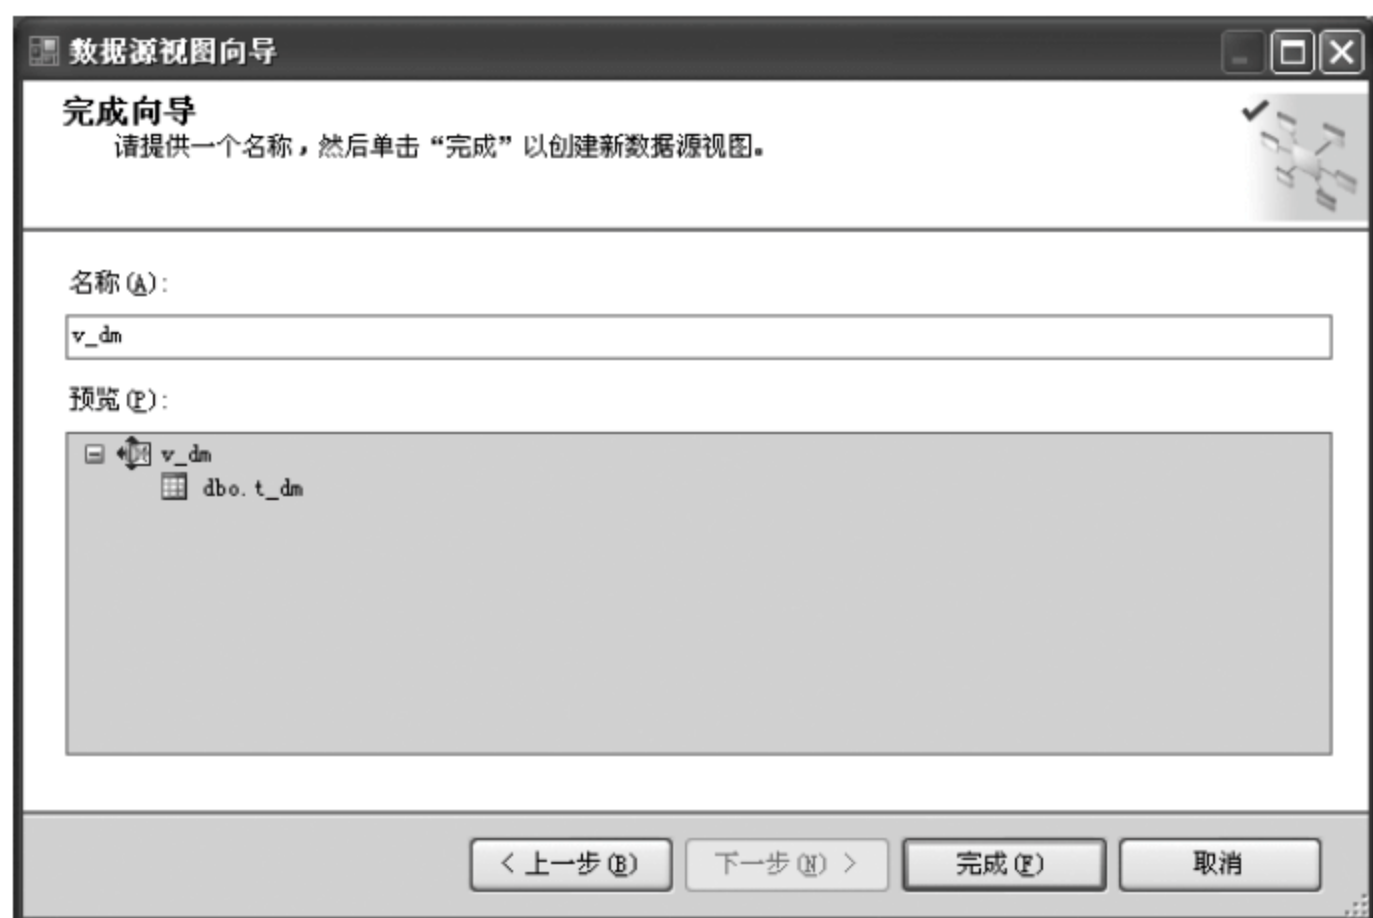 数据源视图向导
完成向导
请提供一个名称，然后单击“完成”以创建新数据源视图。
名称(A):
v_dm
预览(P):
v_dm
dbo.t_dm
< 上一步(B)
下一步(N) >
完成(F)
取消